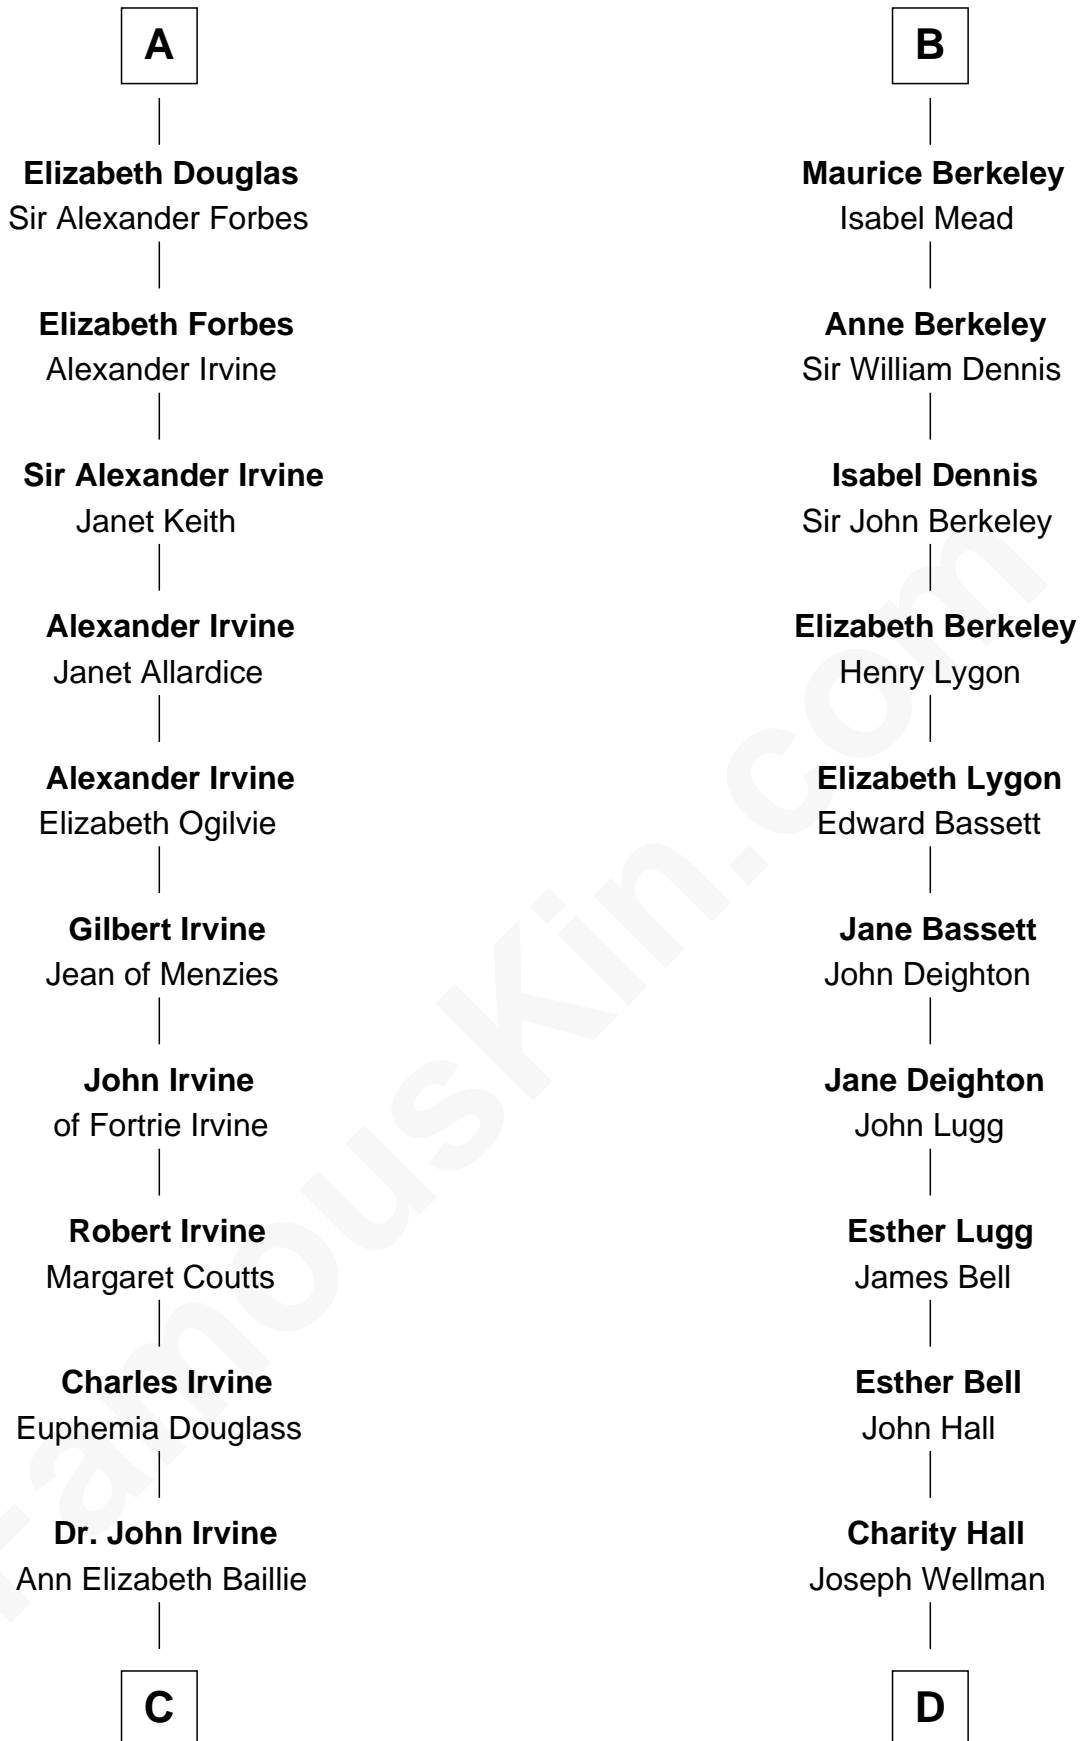 A
Elizabeth Douglas
Sir Alexander Forbes
Elizabeth Forbes
Alexander Irvine
Sir Alexander Irvine
Janet Keith
Alexander Irvine
Janet Allardice
Alexander Irvine
Elizabeth Ogilvie
Gilbert Irvine
Jean of Menzies
John Irvine
of Fortrie Irvine
Robert Irvine
Margaret Coutts
Charles Irvine
Euphemia Douglass
Dr. John Irvine
Ann Elizabeth Baillie
C
B
Maurice Berkeley
Isabel Mead
Anne Berkeley
Sir William Dennis
Isabel Dennis
Sir John Berkeley
Elizabeth Berkeley
Henry Lygon
Elizabeth Lygon
Edward Bassett
Jane Bassett
John Deighton
Jane Deighton
John Lugg
Esther Lugg
James Bell
Esther Bell
John Hall
Charity Hall
Joseph Wellman
D
FamousKin.com